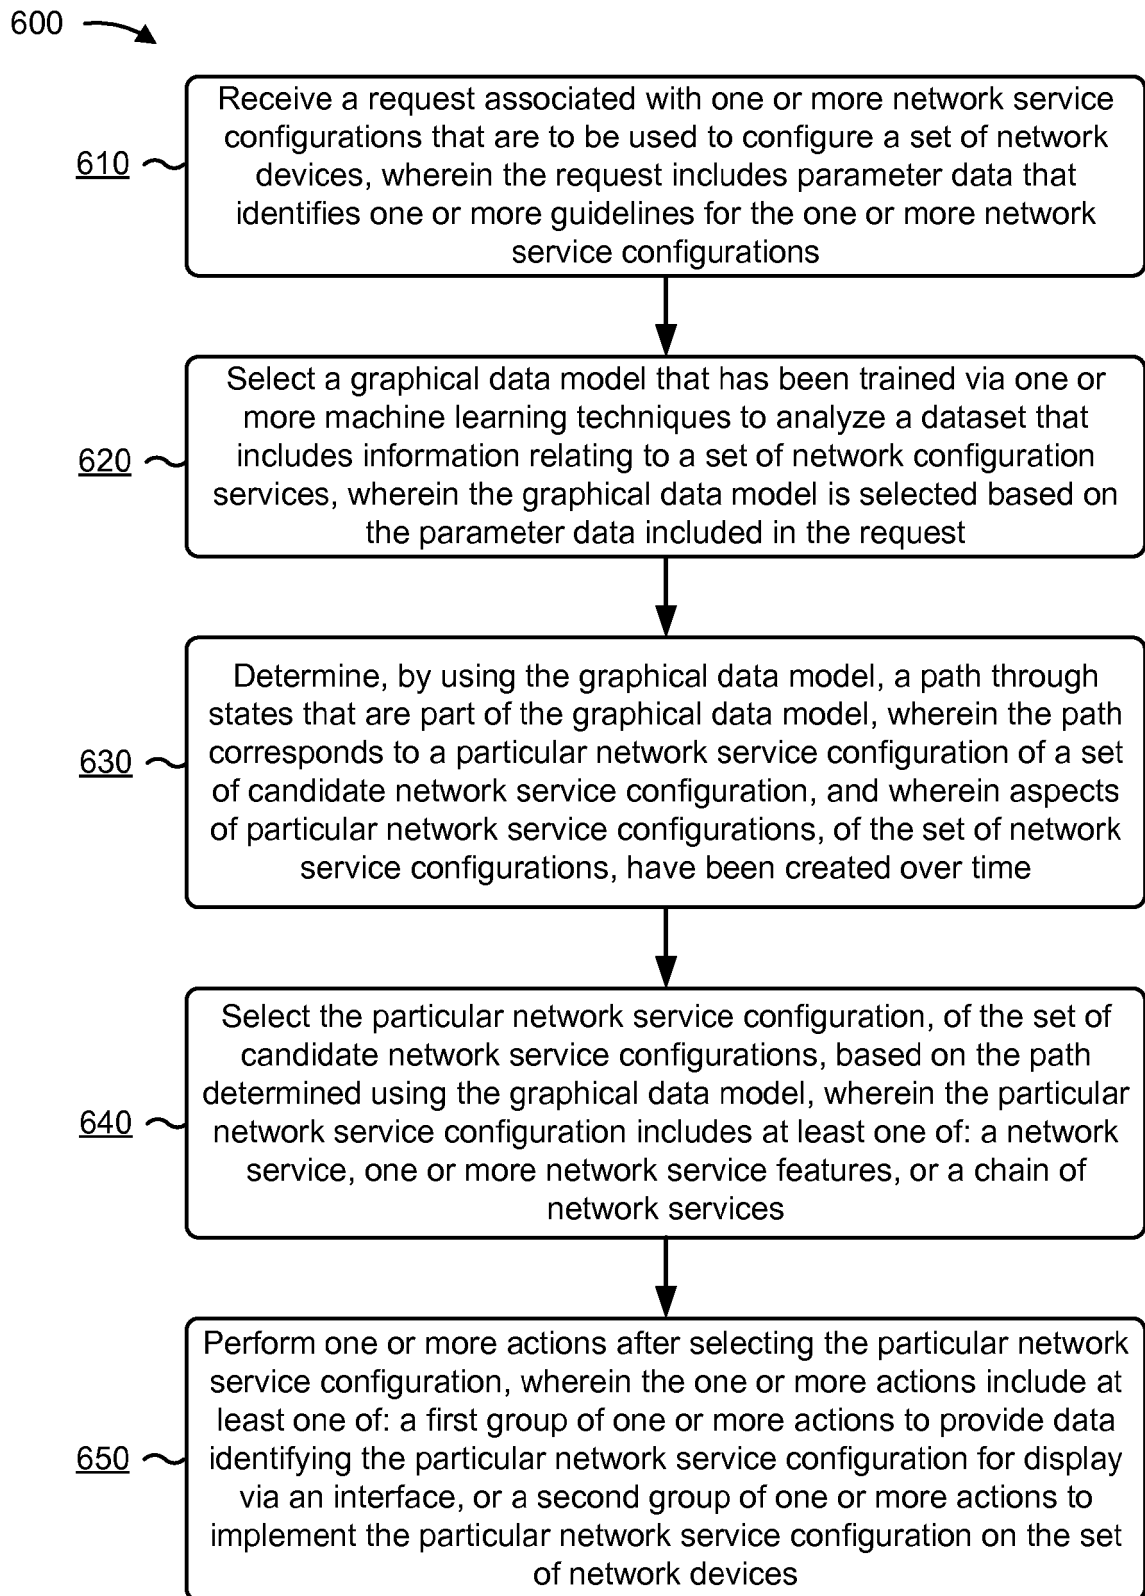 600
Receive a request associated with one or more network service
configurations that are to be used to configure a set of network
devices, wherein the request includes parameter data that
identifies one or more guidelines for the one or more network
service configurations
610
Select a graphical data model that has been trained via one or
more machine learning techniques to analyze a dataset that
includes information relating to a set of network configuration
services, wherein the graphical data model is selected based on
the parameter data included in the request
620
Determine, by using the graphical data model, a path through
states that are part of the graphical data model, wherein the path
corresponds to a particular network service configuration of a set
of candidate network service configuration, and wherein aspects
of particular network service configurations, of the set of network
service configurations, have been created over time
630
Select the particular network service configuration, of the set of
candidate network service configurations, based on the path
determined using the graphical data model, wherein the particular
network service configuration includes at least one of: a network
service, one or more network service features, or a chain of
network services
640
Perform one or more actions after selecting the particular network
service configuration, wherein the one or more actions include at
least one of: a first group of one or more actions to provide data
identifying the particular network service configuration for display
via an interface, or a second group of one or more actions to
implement the particular network service configuration on the set
of network devices
650